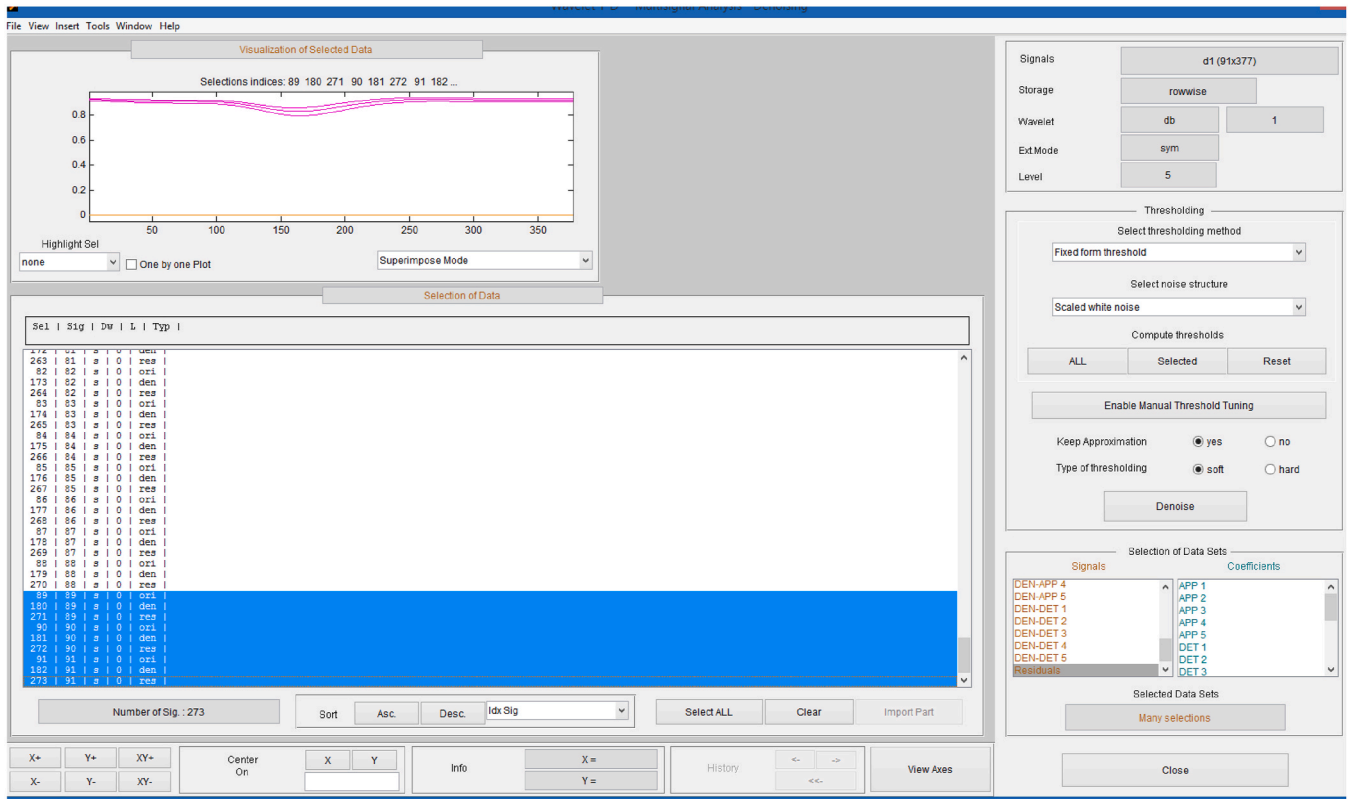 Wavelet 1-D -- Multisignal Analysis - Denoising
File View Insert Tools Window Help
Visualization of Selected Data
Selections indices: 89 180 271 90 181 272 91 182 ...
0.8
0.6
0.4
0.2
0
50 100 150 200 250 300 350
Highlight Sel
none One by one Plot Superimpose Mode
Selection of Data
Sel | Sig | Dw | L | Typ |
172 | 81 | s | 0 | den |
263 | 81 | s | 0 | res |
82 | 82 | s | 0 | ori |
173 | 82 | s | 0 | den |
264 | 82 | s | 0 | res |
83 | 83 | s | 0 | ori |
174 | 83 | s | 0 | den |
265 | 83 | s | 0 | res |
84 | 84 | s | 0 | ori |
175 | 84 | s | 0 | den |
266 | 84 | s | 0 | res |
85 | 85 | s | 0 | ori |
176 | 85 | s | 0 | den |
267 | 85 | s | 0 | res |
86 | 86 | s | 0 | ori |
177 | 86 | s | 0 | den |
268 | 86 | s | 0 | res |
87 | 87 | s | 0 | ori |
178 | 87 | s | 0 | den |
269 | 87 | s | 0 | res |
88 | 88 | s | 0 | ori |
179 | 88 | s | 0 | den |
270 | 88 | s | 0 | res |
89 | 89 | s | 0 | ori |
180 | 89 | s | 0 | den |
271 | 89 | s | 0 | res |
90 | 90 | s | 0 | ori |
181 | 90 | s | 0 | den |
272 | 90 | s | 0 | res |
91 | 91 | s | 0 | ori |
182 | 91 | s | 0 | den |
273 | 91 | s | 0 | res |
Number of Sig. : 273 Sort Asc. Desc. Idx Sig Select ALL Clear Import Part
X+ Y+ XY+
X- Y- XY-
Center
On
X Y
Info
X =
Y =
History
<- ->
<<-
View Axes
Signals d1 (91x377)
Storage rowwise
Wavelet db 1
Ext.Mode sym
Level 5
Thresholding
Select thresholding method
Fixed form threshold
Select noise structure
Scaled white noise
Compute thresholds
ALL Selected Reset
Enable Manual Threshold Tuning
Keep Approximation yes no
Type of thresholding soft hard
Denoise
Selection of Data Sets
Signals
DEN-APP 4
DEN-APP 5
DEN-DET 1
DEN-DET 2
DEN-DET 3
DEN-DET 4
DEN-DET 5
Residuals
Coefficients
APP 1
APP 2
APP 3
APP 4
APP 5
DET 1
DET 2
DET 3
Selected Data Sets
Many selections
Close